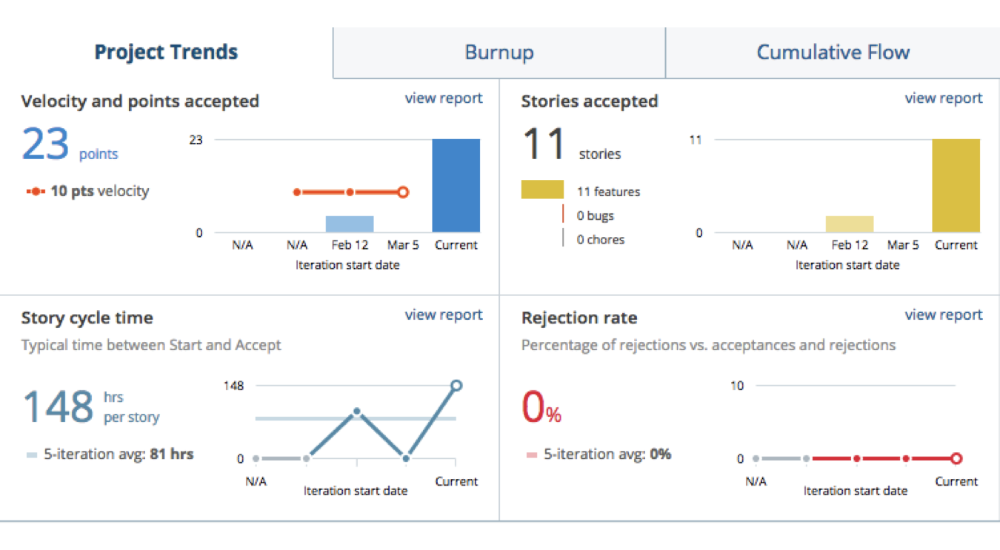 Project Trends
Burnup
Cumulative Flow
Velocity and points accepted
view report
23 points
10 pts velocity
23
0
N/A N/A Feb 12 Mar 5 Current
Iteration start date
Stories accepted
view report
11 stories
11 features
0 bugs
0 chores
11
0
N/A N/A Feb 12 Mar 5 Current
Iteration start date
Story cycle time
view report
Typical time between Start and Accept
148 hrs per story
5-iteration avg: 81 hrs
148
0
N/A Current
Iteration start date
Rejection rate
view report
Percentage of rejections vs. acceptances and rejections
0%
5-iteration avg: 0%
10
0
N/A Current
Iteration start date